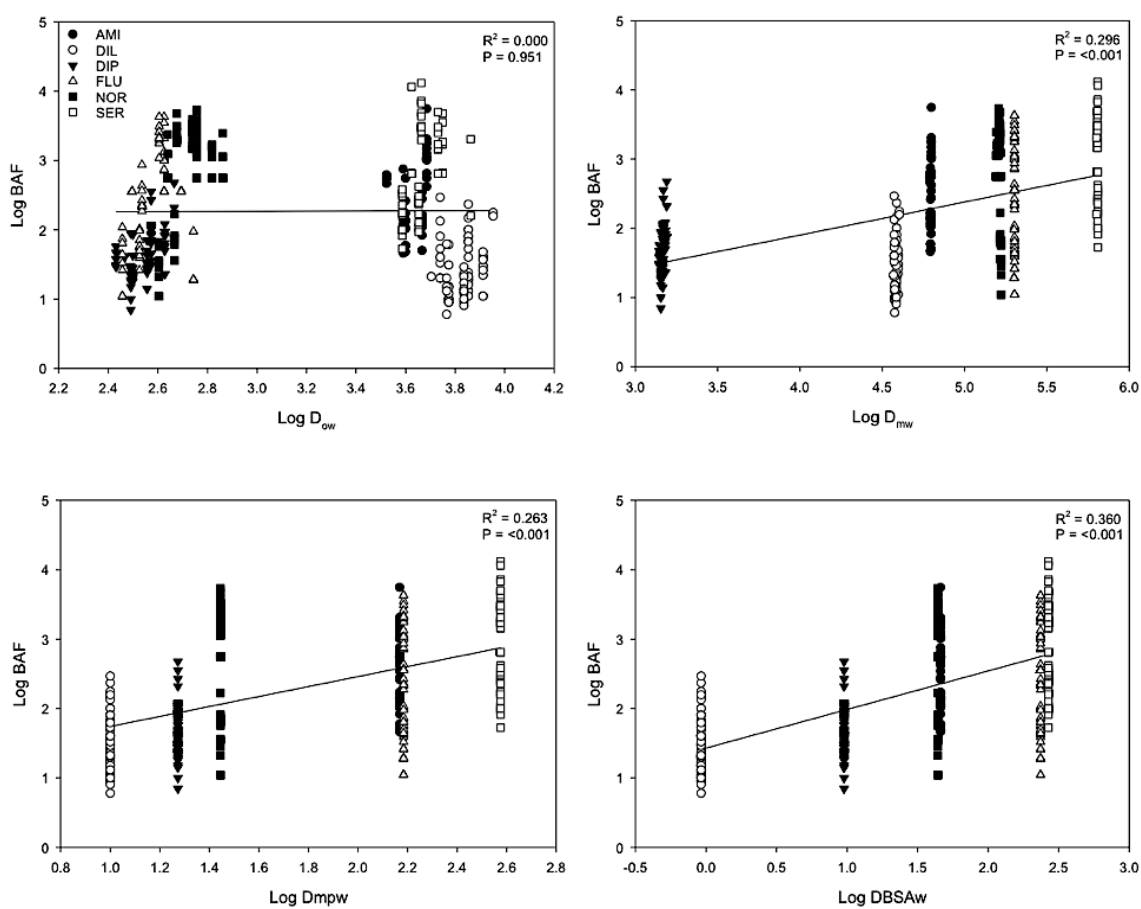 5
4
3
2
1
0
Log BAF
AMI
DIL
DIP
FLU
NOR
SER
R² = 0.000
P = 0.951
2.2 2.4 2.6 2.8 3.0 3.2 3.4 3.6 3.8 4.0 4.2
Log Dow
5
4
3
2
1
0
Log BAF
R² = 0.296
P = <0.001
3.0 3.5 4.0 4.5 5.0 5.5 6.0
Log Dmw
5
4
3
2
1
0
Log BAF
R² = 0.263
P = <0.001
0.8 1.0 1.2 1.4 1.6 1.8 2.0 2.2 2.4 2.6 2.8
Log Dmpw
5
4
3
2
1
0
Log BAF
R² = 0.360
P = <0.001
-0.5 0.0 0.5 1.0 1.5 2.0 2.5 3.0
Log DBSAw